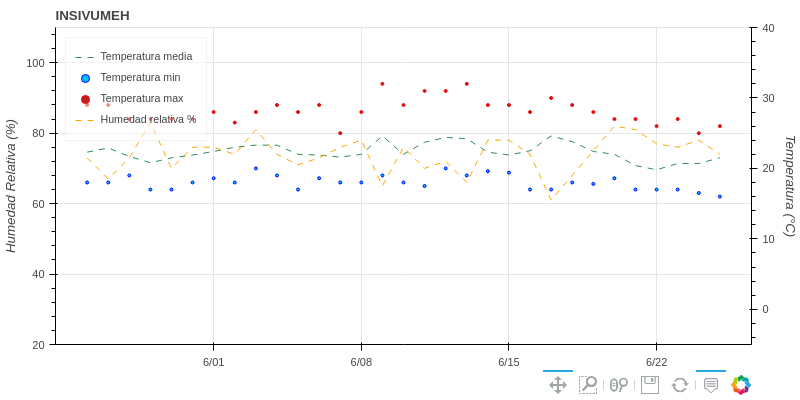 INSIVUMEH
Temperatura media
Temperatura min
Temperatura max
Humedad relativa %
Humedad Relativa (%)
100
80
60
40
20
40
30
20
10
0
Temperatura (°C)
6/01
6/08
6/15
6/22